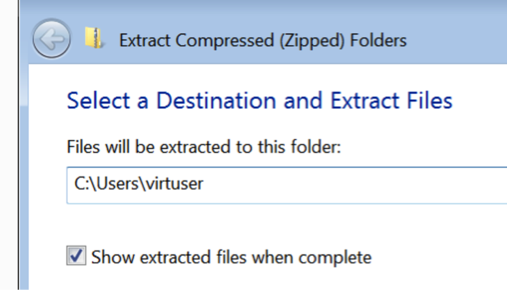 Extract Compressed (Zipped) Folders
Select a Destination and Extract Files
Files will be extracted to this folder:
C:\Users\virtuser
Show extracted files when complete